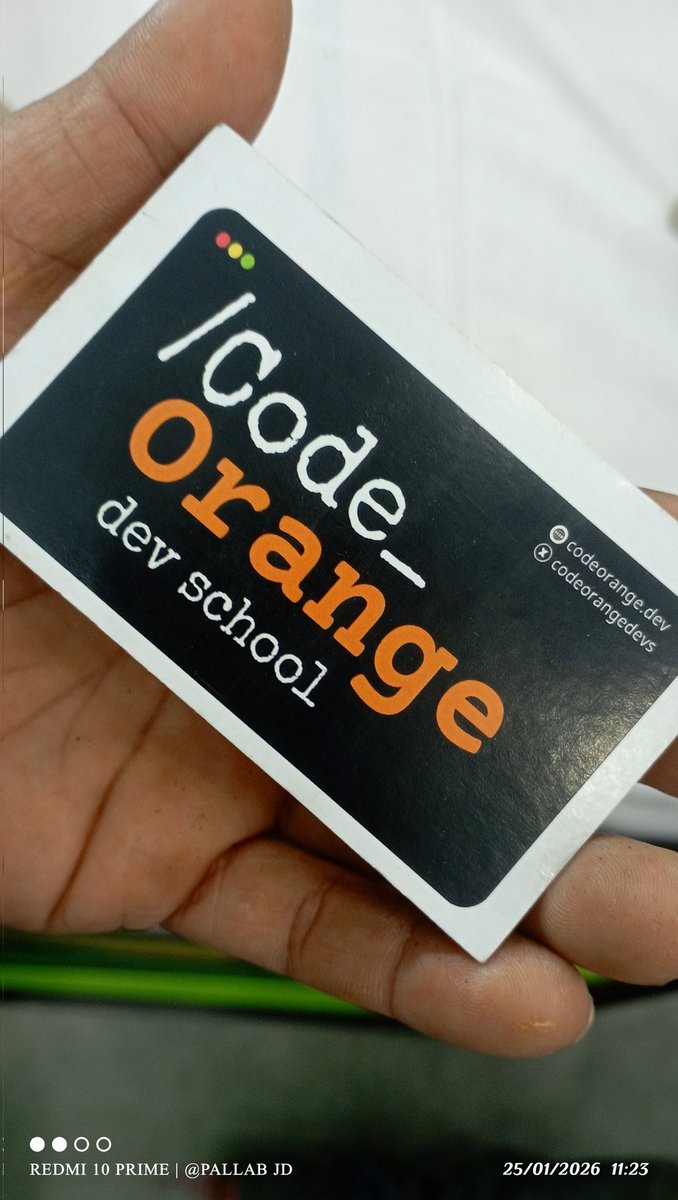 /Code_
Orange
dev school
codeorange.dev
codeorangedevs
REDMI 10 PRIME | @PALLAB JD
25/01/2026 11:23